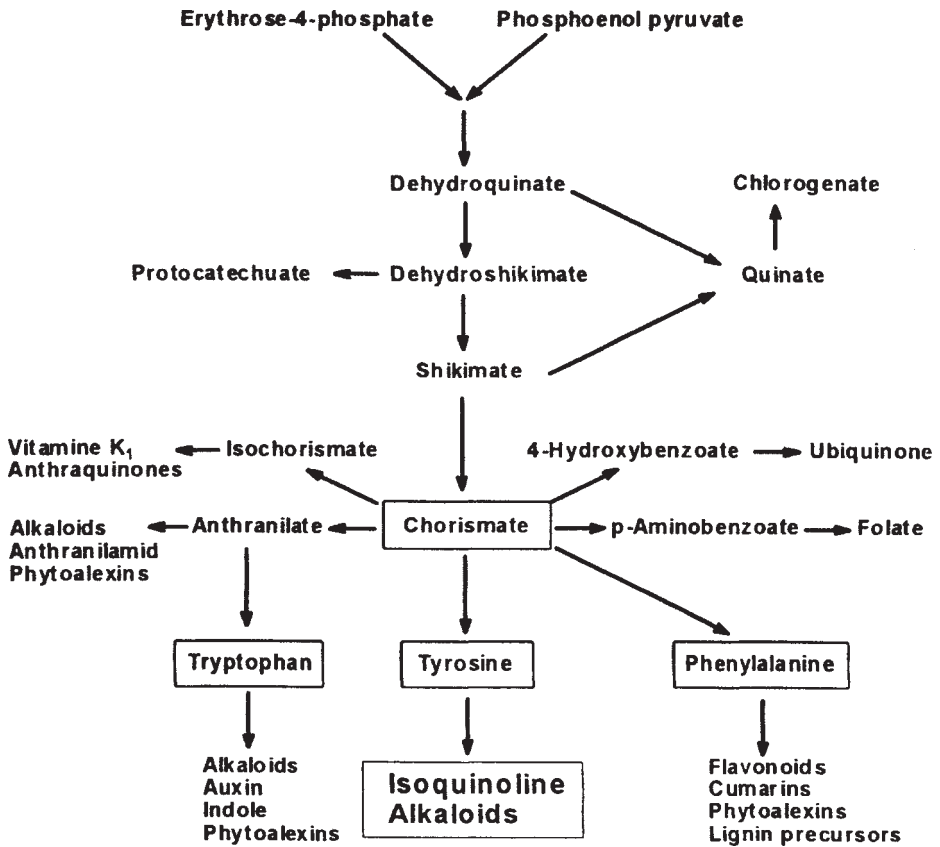 Erythrose-4-phosphate Phosphoenol pyruvate
Dehydroquinate Chlorogenate
Protocatechuate Dehydroshikimate Quinate
Shikimate
Vitamine K₁ Isochorismate 4-Hydroxybenzoate Ubiquinone
Anthraquinones
Alkaloids Anthranilate Chorismate p-Aminobenzoate Folate
Anthranilamid
Phytoalexins
Tryptophan Tyrosine Phenylalanine
Alkaloids
Auxin
Indole
Phytoalexins
Isoquinoline
Alkaloids
Flavonoids
Cumarins
Phytoalexins
Lignin precursors